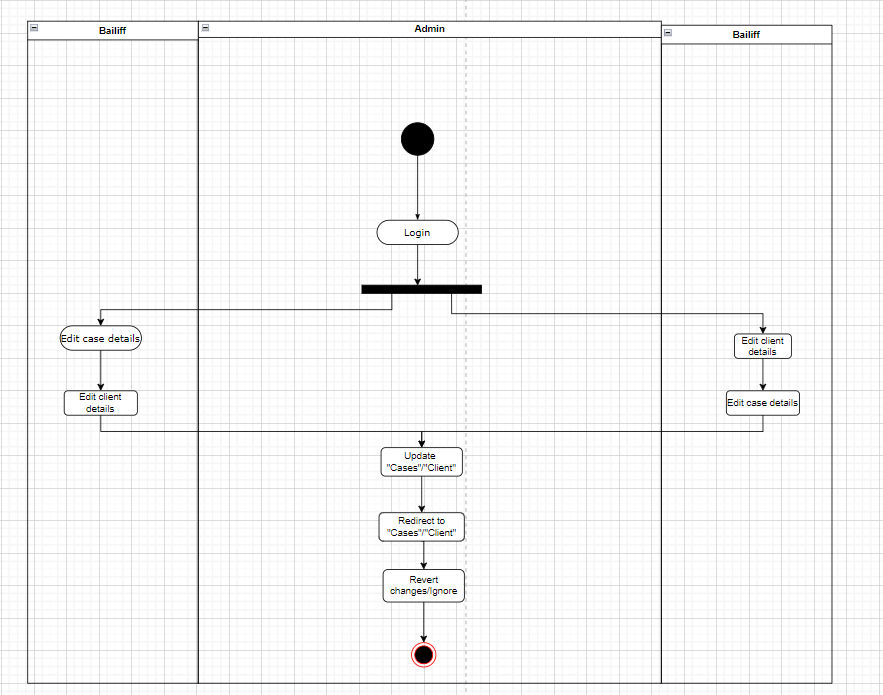 Bailiff
Admin
Bailiff
Login
Edit case details
Edit client
details
Edit client
details
Edit case details
Update
"Cases"/"Client"
Redirect to
"Cases"/"Client"
Revert
changes/Ignore